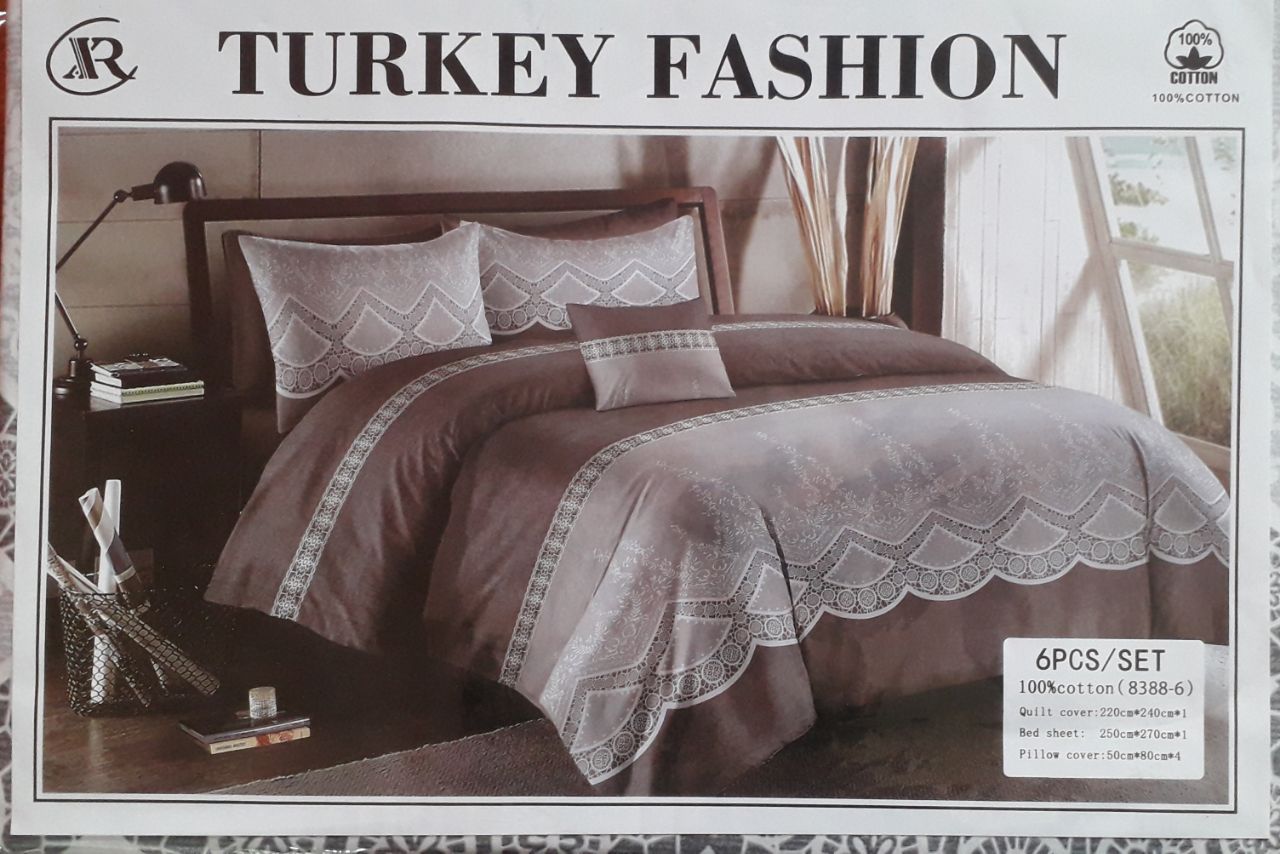 AR
TURKEY FASHION
100%
COTTON
100%COTTON
6PCS/SET
100%cotton(8388-6)
Quilt cover:220cm*240cm*1
Bed sheet: 250cm*270cm*1
Pillow cover:50cm*80cm*4